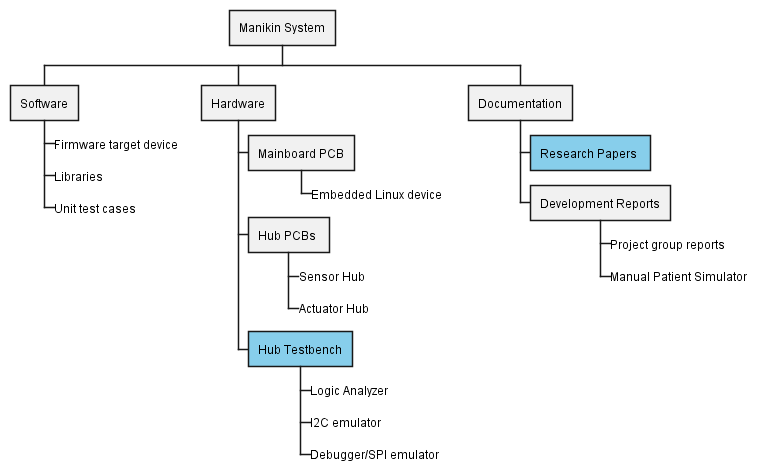 Manikin System
Software
Hardware
Documentation
Firmware target device
Libraries
Unit test cases
Mainboard PCB
Embedded Linux device
Hub PCBs
Sensor Hub
Actuator Hub
Hub Testbench
Logic Analyzer
I2C emulator
Debugger/SPI emulator
Research Papers
Development Reports
Project group reports
Manual Patient Simulator